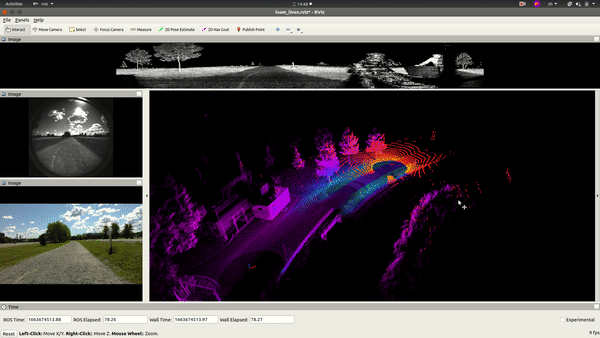 Activities
rviz
14:48
zh
loam_livox.rviz* - RViz
File Panels Help
Interact Move Camera Select Focus Camera Measure 2D Pose Estimate 2D Nav Goal Publish Point
Image
Image
Image
Time
ROS Time: 1663674513.88 ROS Elapsed: 78.28 Wall Time: 1663674513.97 Wall Elapsed: 78.27 Experimental
Reset Left-Click: Move X/Y. Right-Click: Move Z. Mouse Wheel: Zoom. 9 fps